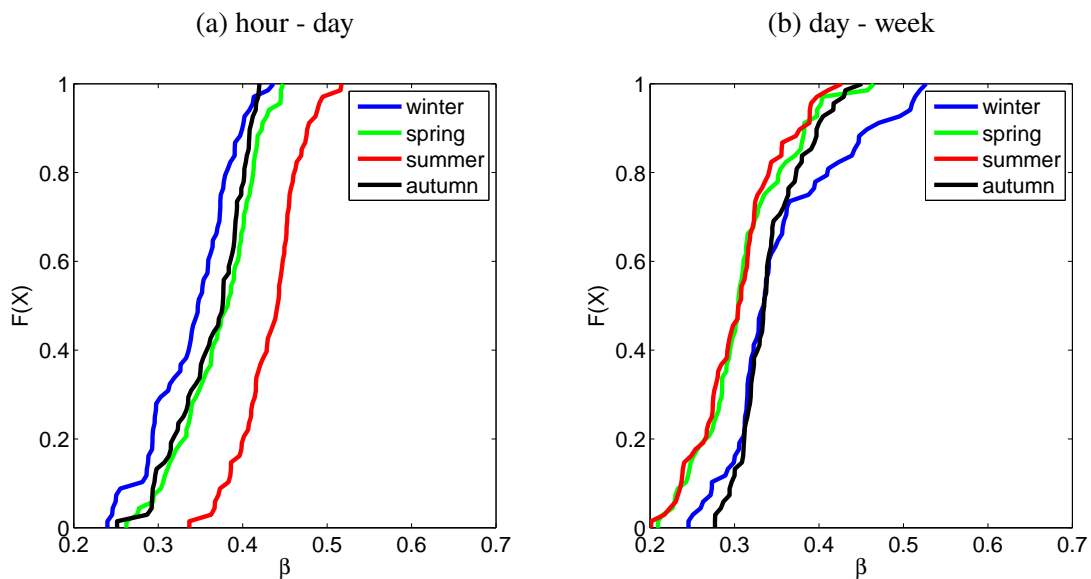 (a) hour - day
1
0.8
0.6
0.4
0.2
0
F(X)
0.2 0.3 0.4 0.5 0.6 0.7
β
winter
spring
summer
autumn
(b) day - week
1
0.8
0.6
0.4
0.2
0
F(X)
0.2 0.3 0.4 0.5 0.6 0.7
β
winter
spring
summer
autumn